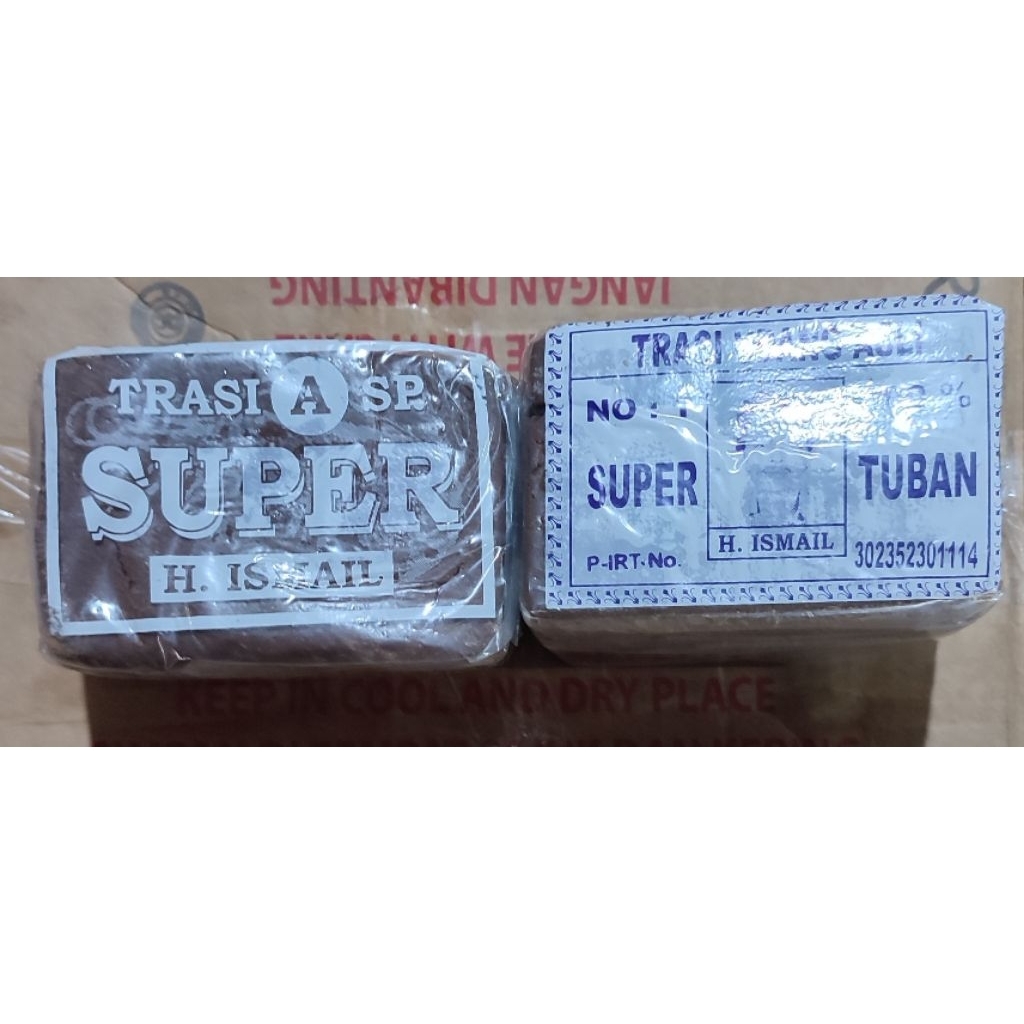 JANGAN DIBANTING
TRASI A SP.
SUPER
H. ISMAIL
NO
SUPER
TUBAN
H. ISMAIL
P-IRT.No.
302352301114
KEEP IN COOL AND DRY PLACE